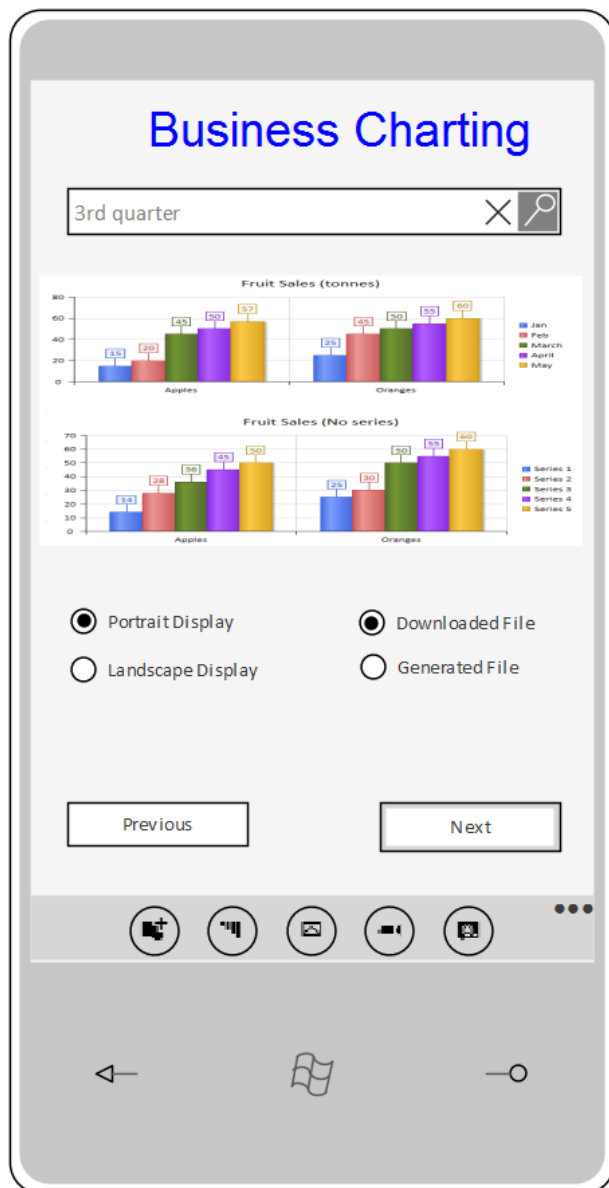 Business Charting
3rd quarter
Fruit Sales (tonnes)
80
60
40
20
0
15
20
45
50
57
25
45
50
55
60
Apples
Oranges
Jan
Feb
March
April
May
Fruit Sales (No series)
70
60
50
40
30
20
10
0
14
28
36
45
50
25
30
50
55
60
Apples
Oranges
Series 1
Series 2
Series 3
Series 4
Series 5
Portrait Display
Downloaded File
Landscape Display
Generated File
Previous
Next